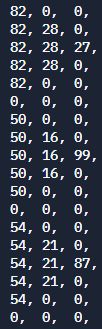 82, 0, 0,
82, 28, 0,
82, 28, 27,
82, 28, 0,
82, 0, 0,
0, 0, 0,
50, 0, 0,
50, 16, 0,
50, 16, 99,
50, 16, 0,
50, 0, 0,
0, 0, 0,
54, 0, 0,
54, 21, 0,
54, 21, 87,
54, 21, 0,
54, 0, 0,
0, 0, 0,